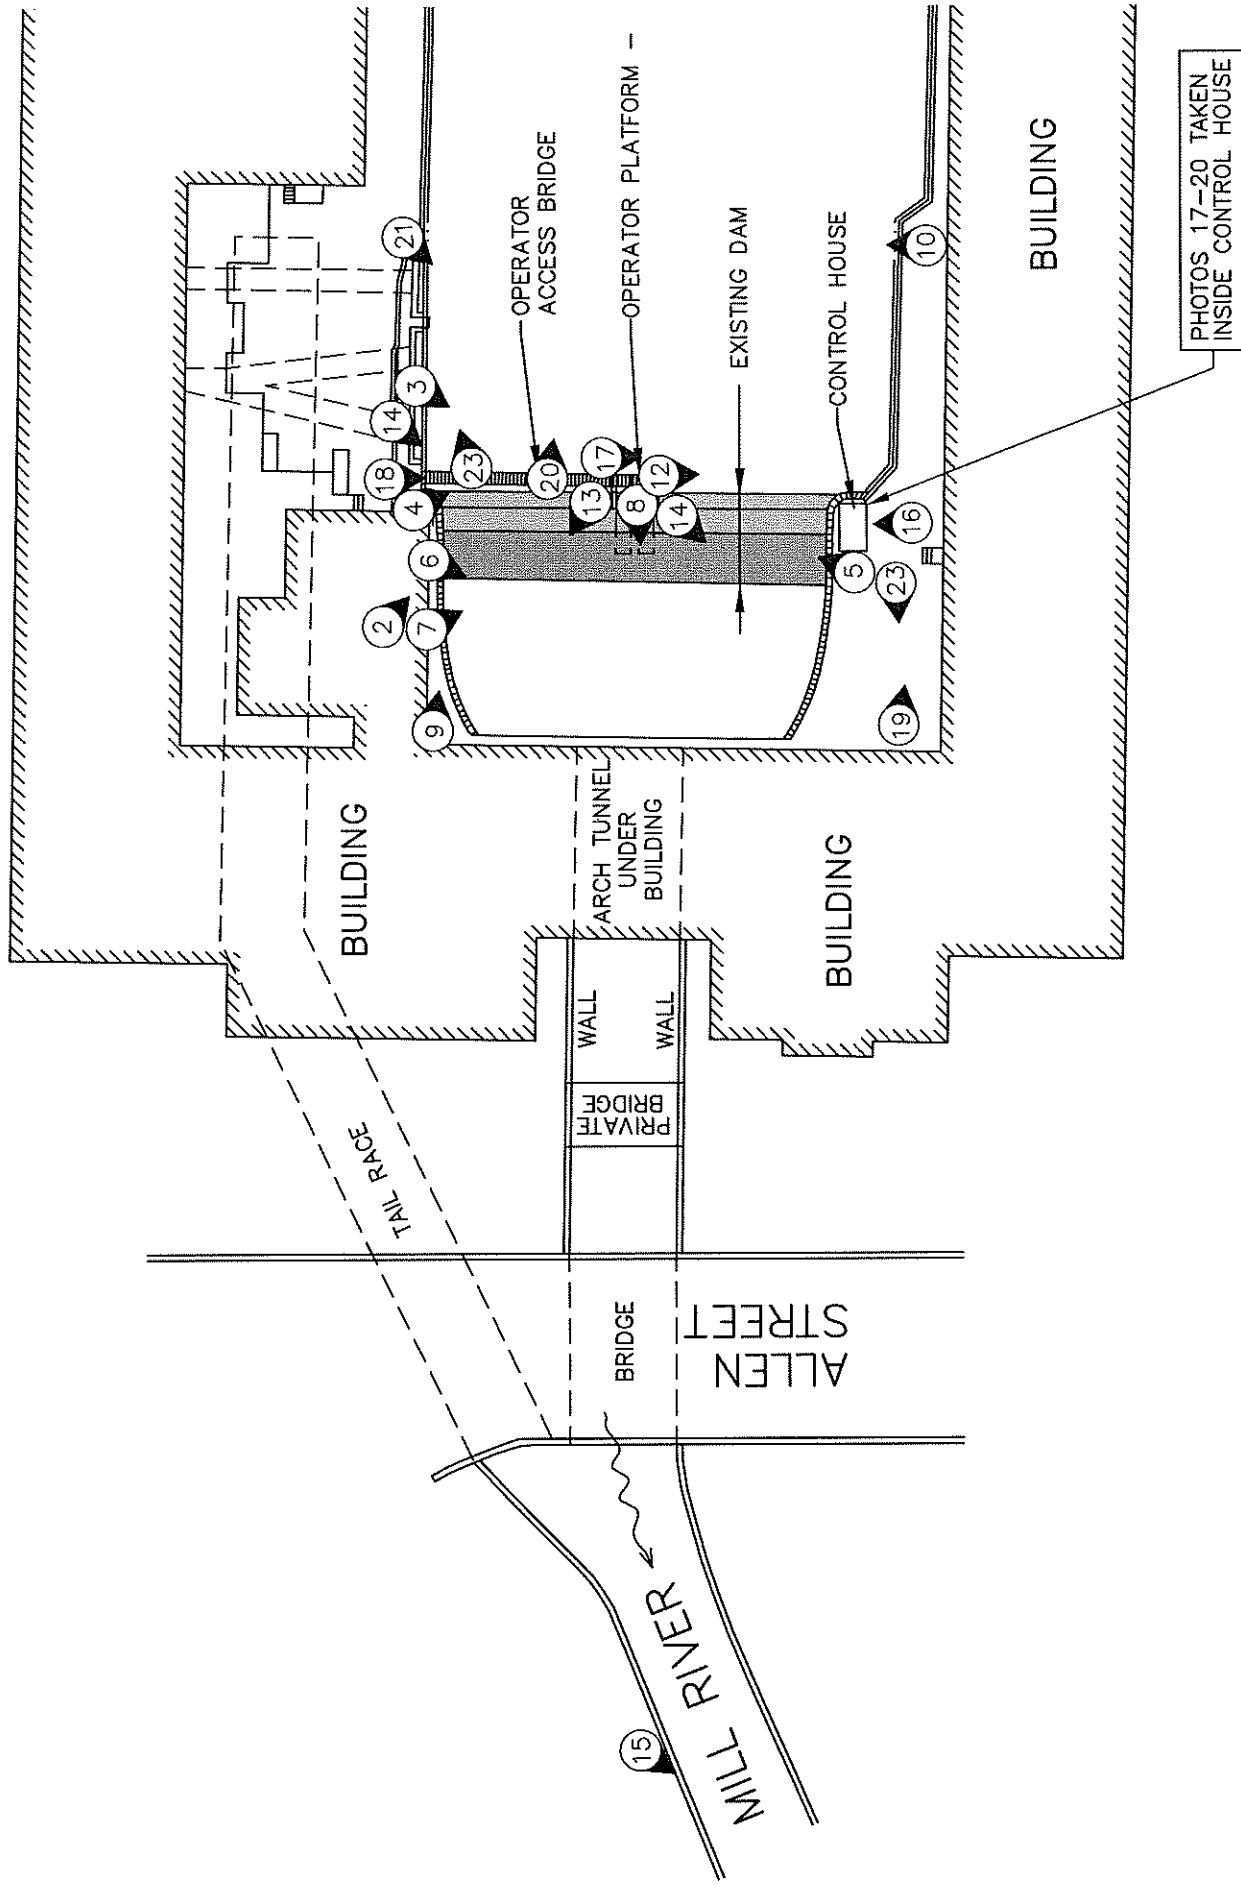 BUILDING
TAIL RACE
WALL
WALL
PRIVATE
BRIDGE
ARCH TUNNEL
UNDER
BUILDING
BUILDING
BUILDING
BRIDGE
ALLEN
STREET
MILL RIVER
OPERATOR
ACCESS BRIDGE
OPERATOR PLATFORM -
EXISTING DAM
CONTROL HOUSE
PHOTOS 17-20 TAKEN
INSIDE CONTROL HOUSE
21
3
14
18
4
6
2
7
9
23
20
17
13
12
8
14
10
16
5
23
19
15